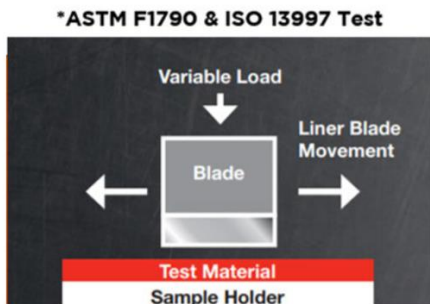 *ASTM F1790 & ISO 13997 Test
Variable Load
Liner Blade
Movement
Blade
Test Material
Sample Holder